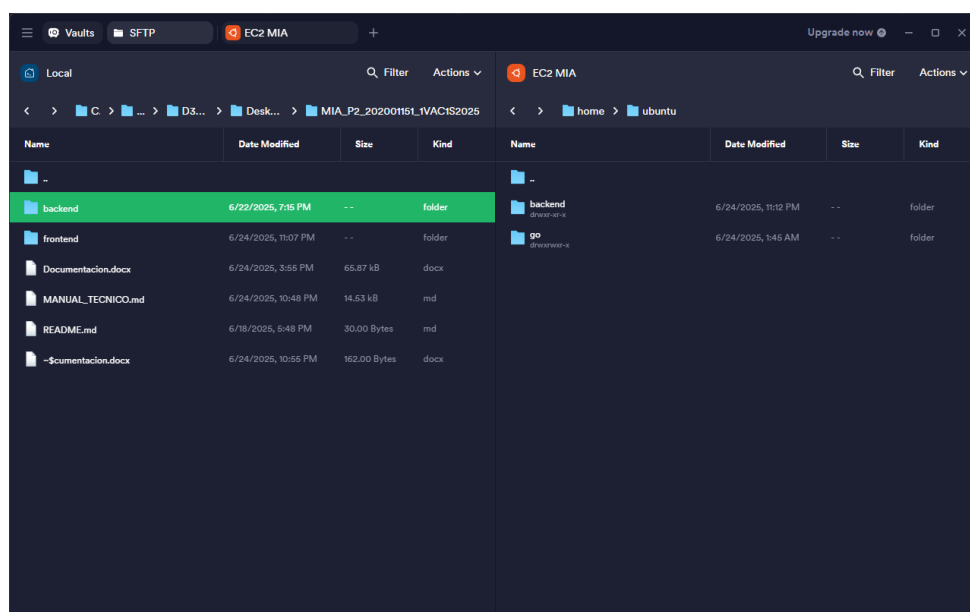 Vaults SFTP EC2 MIA + Upgrade now
Local Filter Actions
C. > ... > D3... > Desk... > MIA_P2_202001151_1VAC1S2025
Name Date Modified Size Kind
..
backend 6/22/2025, 7:15 PM -- folder
frontend 6/24/2025, 11:07 PM -- folder
Documentacion.docx 6/24/2025, 3:55 PM 65.87 kB docx
MANUAL_TECNICO.md 6/24/2025, 10:48 PM 14.53 kB md
README.md 6/18/2025, 5:48 PM 30.00 Bytes md
~$cumentacion.docx 6/24/2025, 10:55 PM 162.00 Bytes docx
EC2 MIA Filter Actions
home > ubuntu
Name Date Modified Size Kind
..
backend 6/24/2025, 11:12 PM -- folder
drwxr-xr-x
go 6/24/2025, 1:45 AM -- folder
drwxrwxr-x